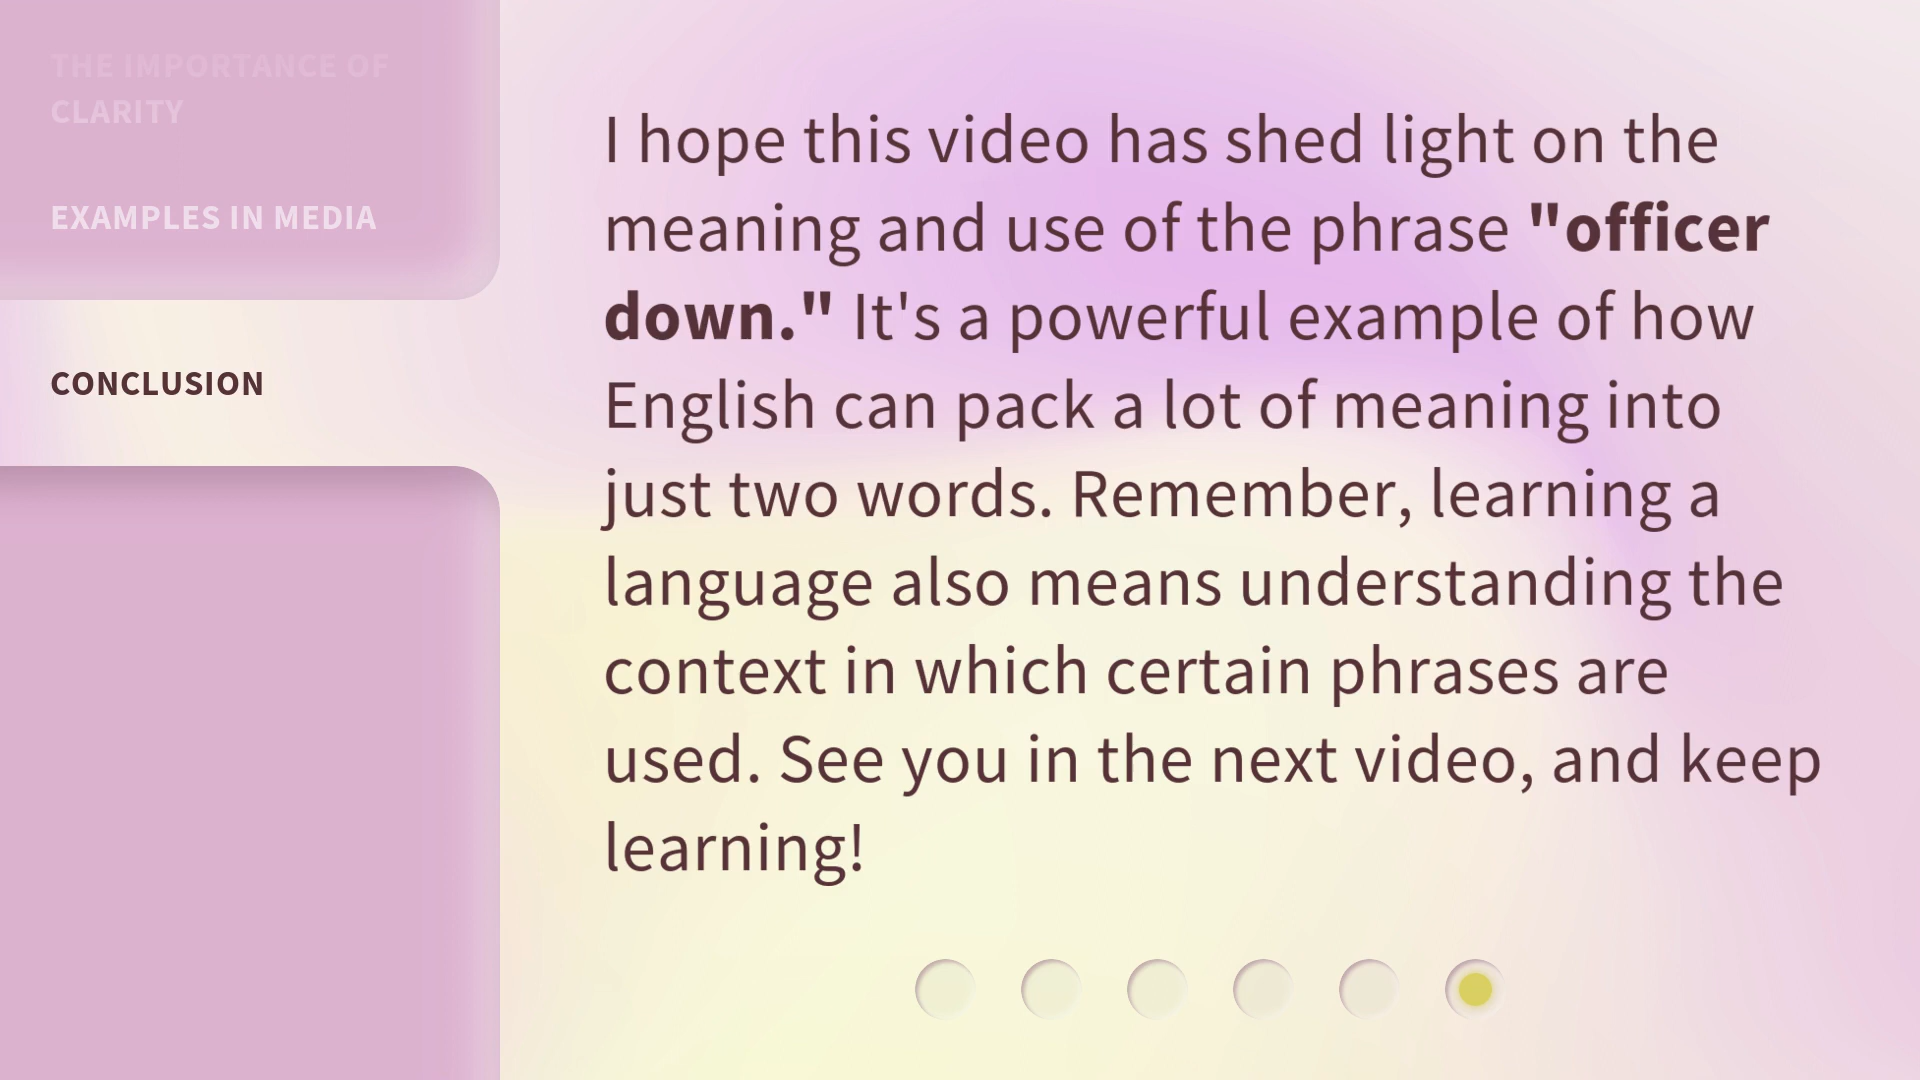 THE IMPORTANCE OF
CLARITY
EXAMPLES IN MEDIA
CONCLUSION
I hope this video has shed light on the
meaning and use of the phrase "officer
down." It's a powerful example of how
English can pack a lot of meaning into
just two words. Remember, learning a
language also means understanding the
context in which certain phrases are
used. See you in the next video, and keep
learning!